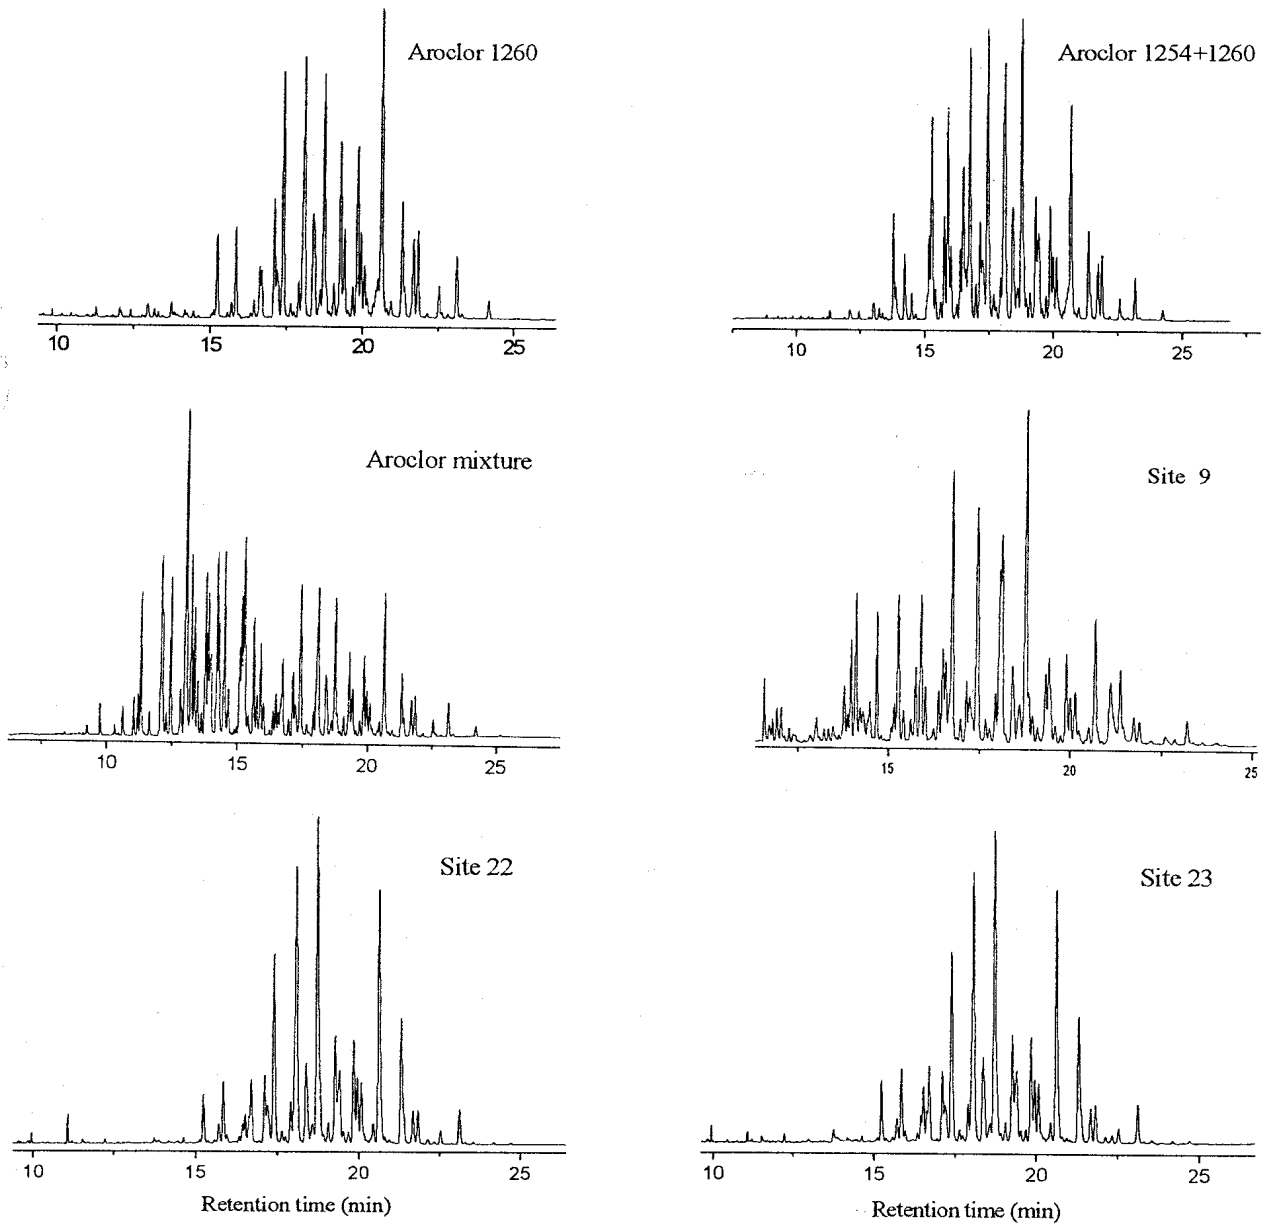 Aroclor 1260
10 15 20 25
Aroclor 1254+1260
10 15 20 25
Aroclor mixture
10 15 20 25
Site 9
15 20 25
Site 22
10 15 20 25
Retention time (min)
Site 23
10 15 20 25
Retention time (min)